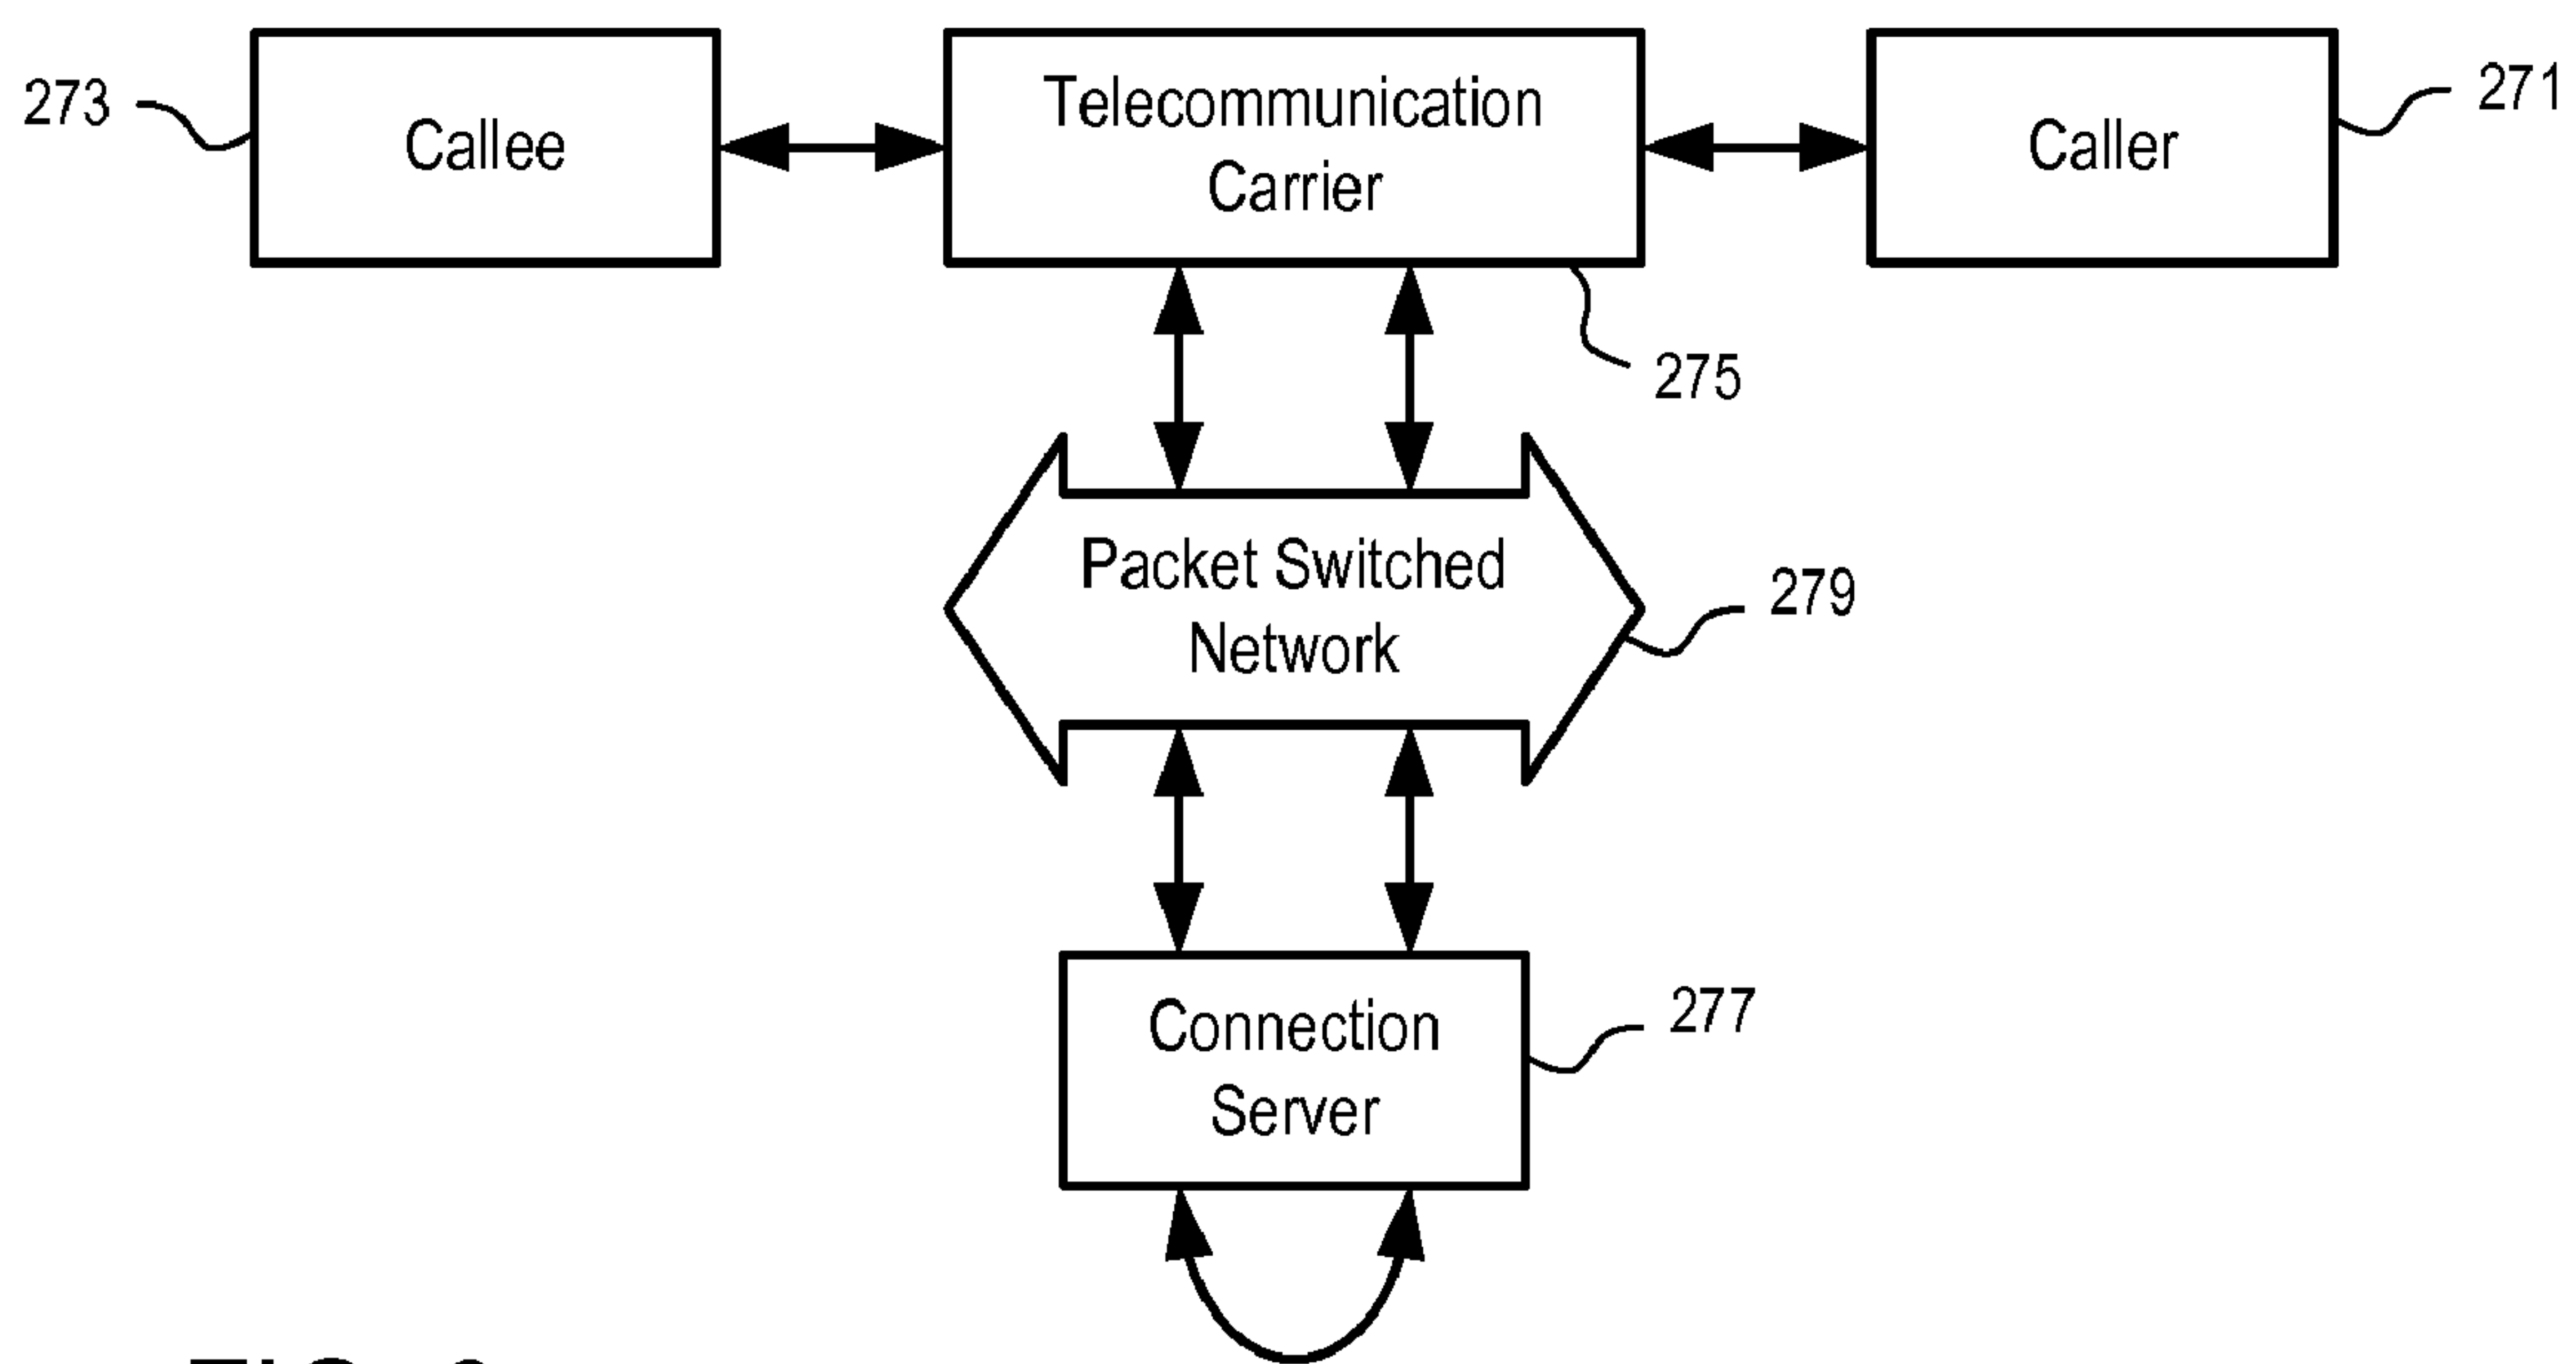 273
Callee
Telecommunication
Carrier
Caller
271
275
Packet Switched
Network
279
Connection
Server
277